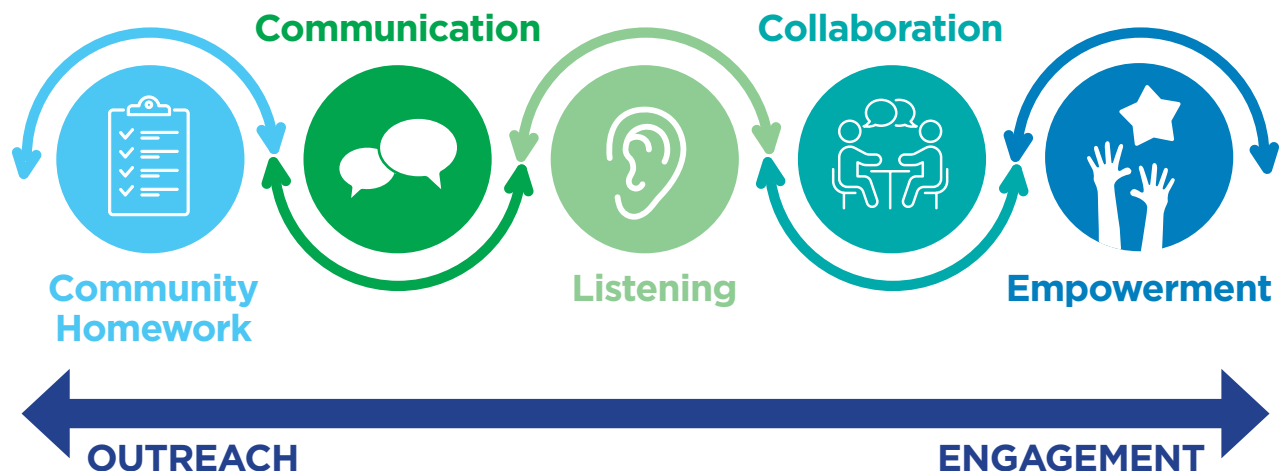 Communication
Collaboration
Community
Homework
Listening
Empowerment
OUTREACH
ENGAGEMENT